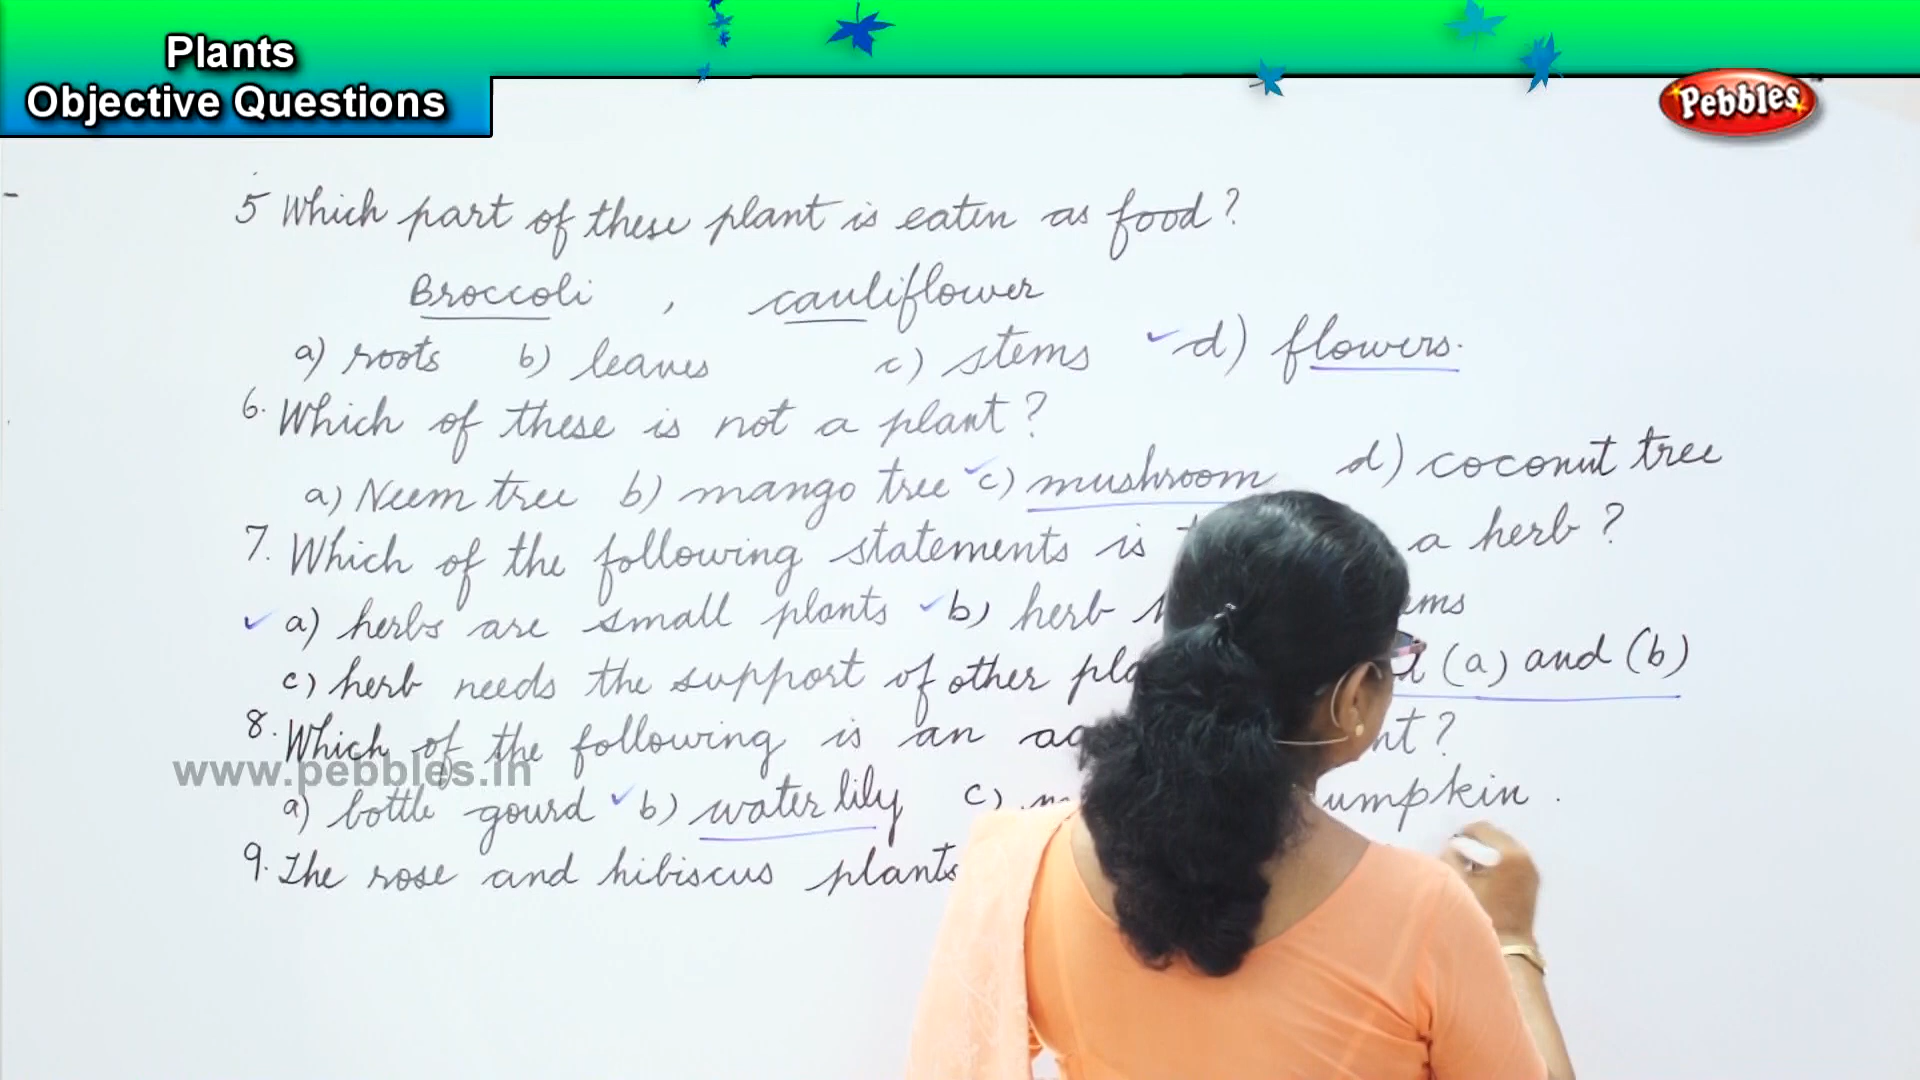 Plants
Objective Questions
Pebbles
5 Which part of these plant is eaten as food?
Broccoli , cauliflower
a) roots b) leaves c) stems d) flowers.
6. Which of these is not a plant?
a) Neem tree b) mango tree c) mushroom d) coconut tree
7. Which of the following statements is a herb?
a) herbs are small plants b) herb
c) herb needs the support of other (a) and (b)
8. Which of the following is an ?
www.pebbles.in
a) bottle gourd b) water lily c)
9. The rose and hibiscus plants